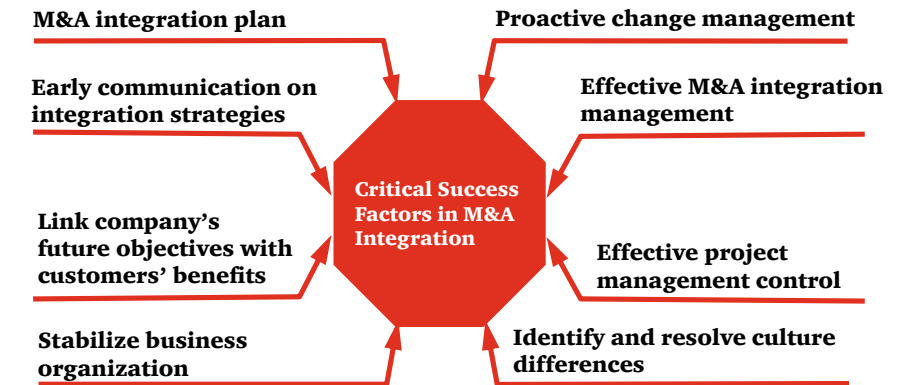 M&A integration plan
Proactive change management
Early communication on
integration strategies
Effective M&A integration
management
Critical Success
Factors in M&A
Integration
Link company’s
future objectives with
customers’ benefits
Effective project
management control
Stabilize business
organization
Identify and resolve culture
differences